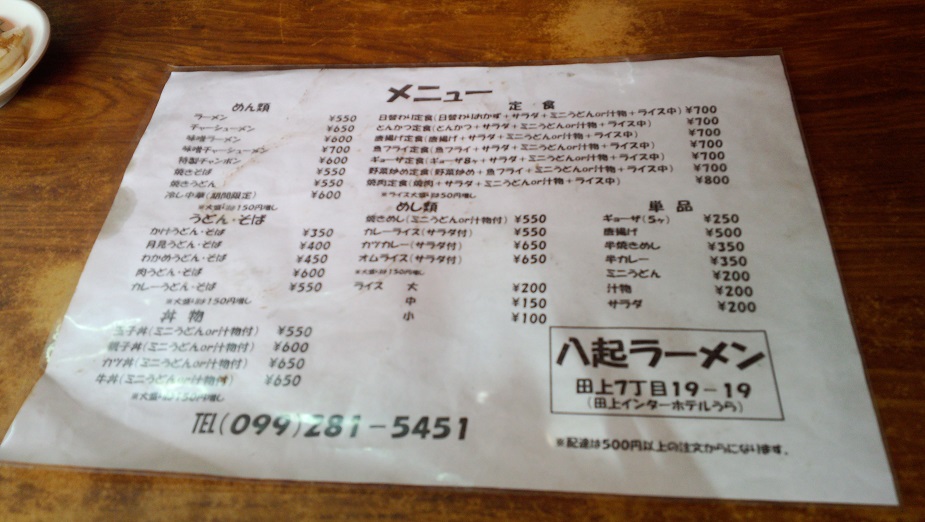 メニュー
めん類
ラーメン ¥550
チャーシューメン ¥650
味噌ラーメン ¥600
味噌チャーシューメン ¥700
特製チャンポン ¥600
焼きそば ¥550
焼きうどん ¥550
冷し中華(期間限定) ¥600
※大盛・は150円増し
うどん・そば
かけうどん・そば ¥350
月見うどん・そば ¥400
わかめうどん・そば ¥450
肉うどん・そば ¥600
カレーうどん・そば ¥550
※大盛・は150円増し
丼物
玉子丼(ミニうどんor汁物付) ¥550
親子丼(ミニうどんor汁物付) ¥600
カツ丼(ミニうどんor汁物付) ¥650
牛丼(ミニうどんor汁物付) ¥650
※大盛・は150円増し
定食
日替わり定食(日替わりおかず+サラダ+ミニうどんor汁物+ライス中) ¥700
とんかつ定食(とんかつ+サラダ+ミニうどんor汁物+ライス中) ¥700
唐揚げ定食(唐揚げ+サラダ+ミニうどんor汁物+ライス中) ¥700
魚フライ定食(魚フライ+サラダ+ミニうどんor汁物+ライス中) ¥700
ギョーザ定食(ギョーザ8ヶ+サラダ+ミニうどんor汁物+ライス中) ¥700
野菜炒め定食(野菜炒め+魚フライ+ミニうどんor汁物+ライス中) ¥700
焼肉定食(焼肉+サラダ+ミニうどんor汁物+ライス中) ¥800
※ライス大盛は50円増し
めし類
焼きめし(ミニうどんor汁物付) ¥550
カレーライス(サラダ付) ¥550
カツカレー(サラダ付) ¥650
オムライス(サラダ付) ¥650
※大盛・は150円増し
ライス 大 ¥200
中 ¥150
小 ¥100
単品
ギョーザ(5ヶ) ¥250
唐揚げ ¥500
半焼きめし ¥350
半カレー ¥350
ミニうどん ¥200
汁物 ¥200
サラダ ¥200
八起ラーメン
田上7丁目19-19
(田上インターホテルうら)
TEL(099)281-5451
※配達は500円以上の注文からになります。